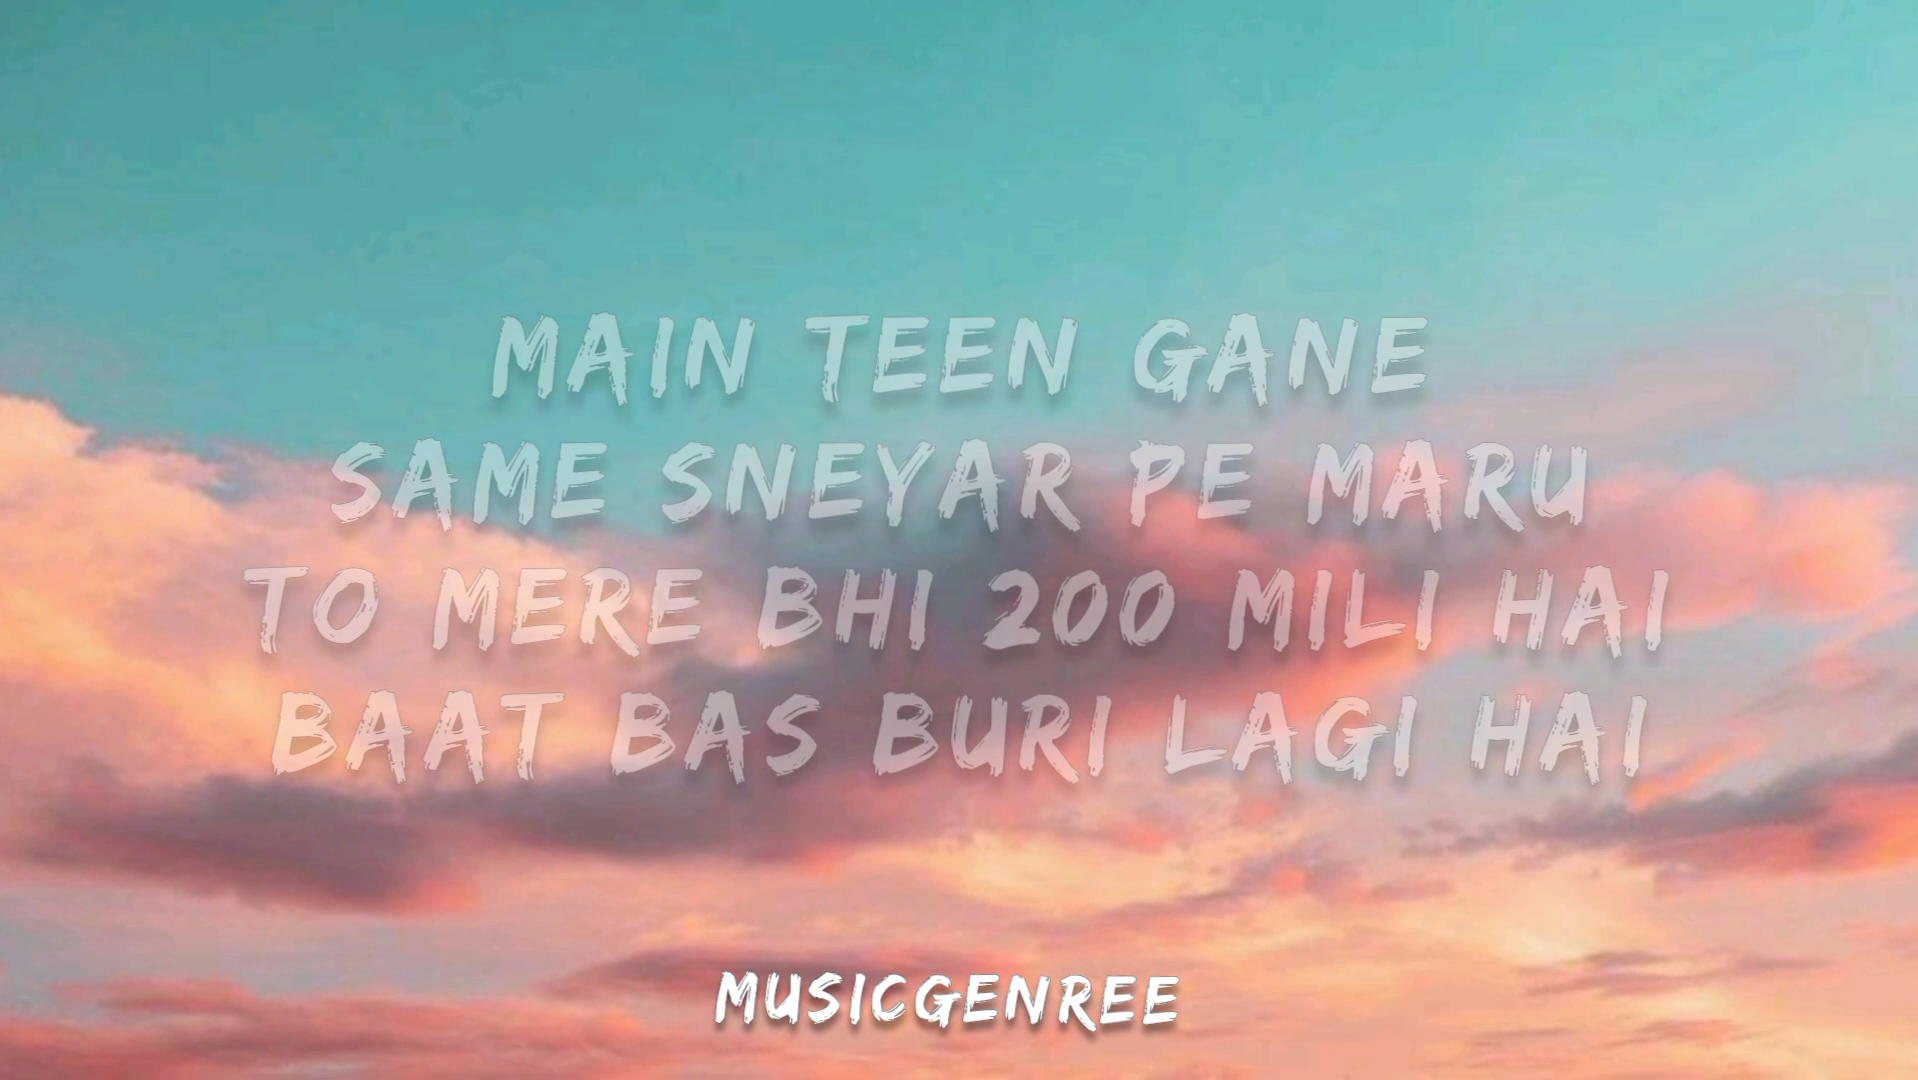 MAIN TEEN GANE
SAME SNEYAR PE MARU
TO MERE BHI 200 MILI HAI
BAAT BAS BURI LAGI HAI
MUSICGENREE